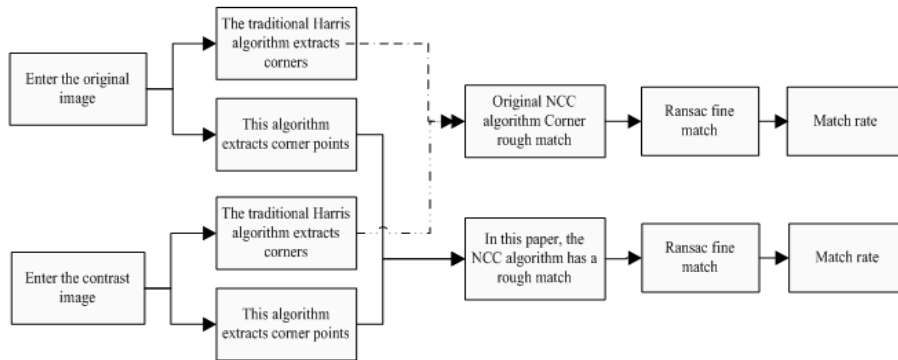 The traditional Harris
algorithm extracts
corners
Enter the original
image
This algorithm
extracts corner points
Original NCC
algorithm Corner
rough match
Ransac fine
match
Match rate
The traditional Harris
algorithm extracts
corners
Enter the contrast
image
This algorithm
extracts corner points
In this paper, the
NCC algorithm has a
rough match
Ransac fine
match
Match rate